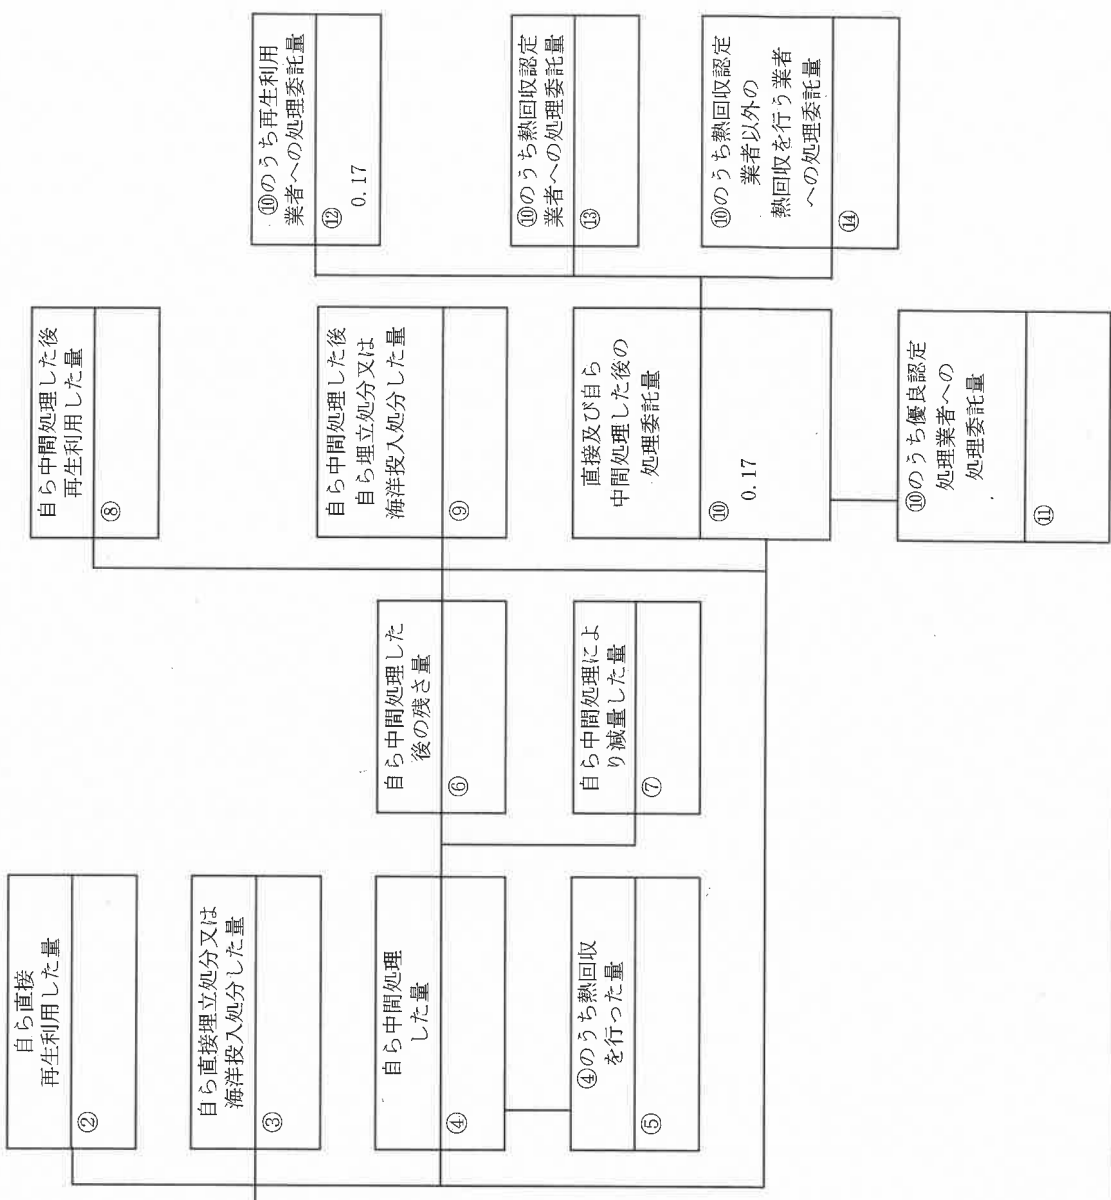 自ら直接
再生利用した量
②
自ら直接埋立処分又は
海洋投入処分した量
③
自ら中間処理
した量
④
④のうち熱回収
を行った量
⑤
自ら中間処理した
後の残さ量
⑥
自ら中間処理によ
り減量した量
⑦
自ら中間処理した後
再生利用した量
⑧
自ら中間処理した後
自ら埋立処分又は
海洋投入処分した量
⑨
直接及び自ら
中間処理した後の
処理委託量
⑩
0.17
⑩のうち優良認定
処理業者への
処理委託量
⑪
⑩のうち再生利用
業者への処理委託量
⑫
0.17
⑩のうち熱回収認定
業者への処理委託量
⑬
⑩のうち熱回収認定
業者以外の
熱回収を行う業者
への処理委託量
⑭